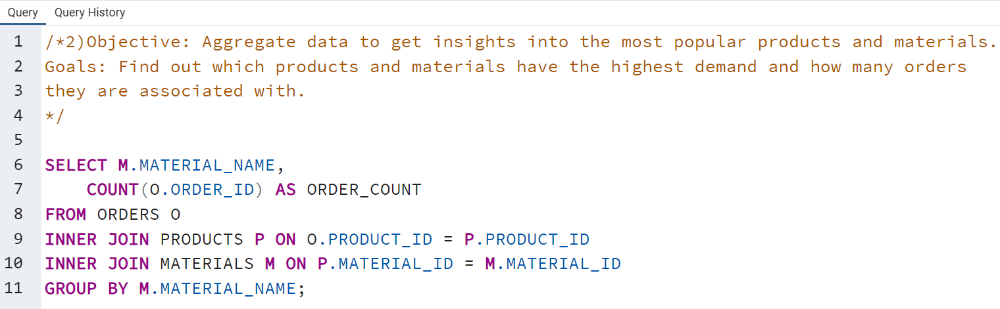 Query Query History
1 /*2)Objective: Aggregate data to get insights into the most popular products and materials.
2 Goals: Find out which products and materials have the highest demand and how many orders
3 they are associated with.
4 */
5
6 SELECT M.MATERIAL_NAME,
7 COUNT(O.ORDER_ID) AS ORDER_COUNT
8 FROM ORDERS O
9 INNER JOIN PRODUCTS P ON O.PRODUCT_ID = P.PRODUCT_ID
10 INNER JOIN MATERIALS M ON P.MATERIAL_ID = M.MATERIAL_ID
11 GROUP BY M.MATERIAL_NAME;